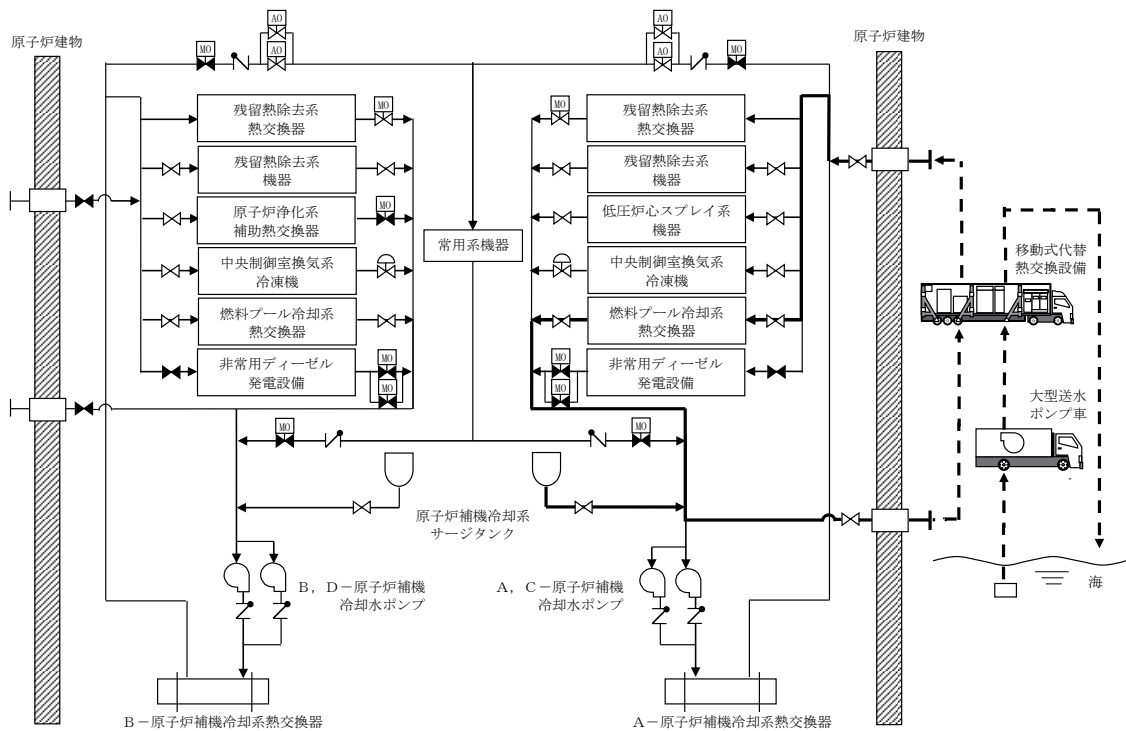 AO
AO
原子炉建物
原子炉建物
MO
AO
AO
MO
残留熱除去系
熱交換器
MO
MO
残留熱除去系
熱交換器
残留熱除去系
機器
残留熱除去系
機器
原子炉浄化系
補助熱交換器
MO
低圧炉心スプレイ系
機器
常用系機器
移動式代替
熱交換設備
中央制御室換気系
冷凍機
中央制御室換気系
冷凍機
燃料プール冷却系
熱交換器
燃料プール冷却系
熱交換器
非常用ディーゼル
発電設備
MO
MO
MO
MO
非常用ディーゼル
発電設備
大型送水
ポンプ車
MO
MO
原子炉補機冷却系
サージタンク
B,D-原子炉補機
冷却水ポンプ
A,C-原子炉補機
冷却水ポンプ
海
B-原子炉補機冷却系熱交換器
A-原子炉補機冷却系熱交換器